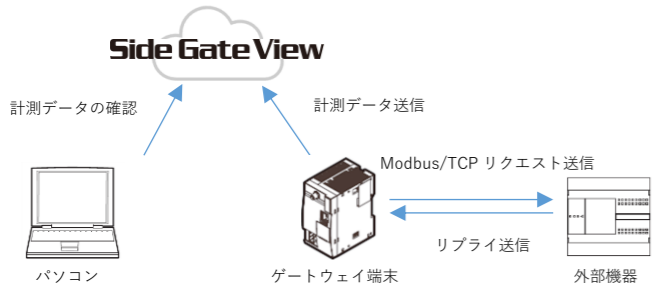 Side Gate View
計測データの確認
計測データ送信
Modbus/TCP リクエスト送信
リプライ送信
パソコン
ゲートウェイ端末
外部機器